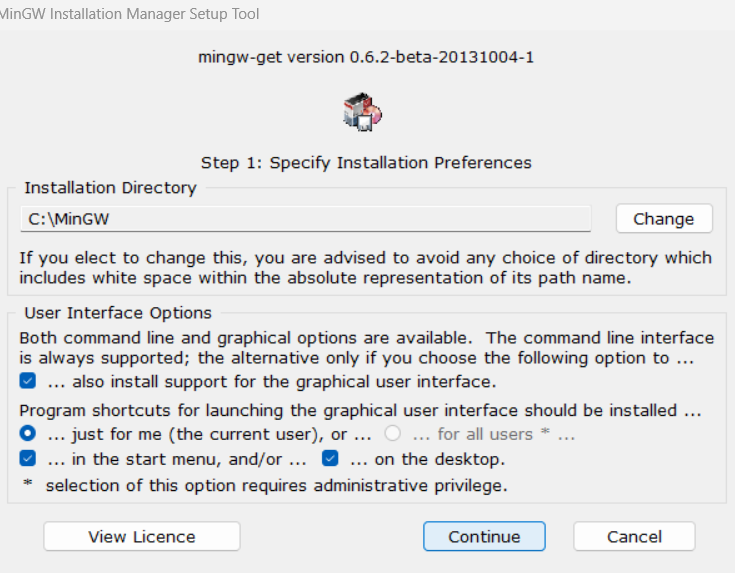 MinGW Installation Manager Setup Tool
mingw-get version 0.6.2-beta-20131004-1
Step 1: Specify Installation Preferences
Installation Directory
C:\MinGW
Change
If you elect to change this, you are advised to avoid any choice of directory which
includes white space within the absolute representation of its path name.
User Interface Options
Both command line and graphical options are available.  The command line interface
is always supported; the alternative only if you choose the following option to ...
... also install support for the graphical user interface.
Program shortcuts for launching the graphical user interface should be installed ...
... just for me (the current user), or ... ... for all users * ...
... in the start menu, and/or ... ... on the desktop.
* selection of this option requires administrative privilege.
View Licence Continue Cancel